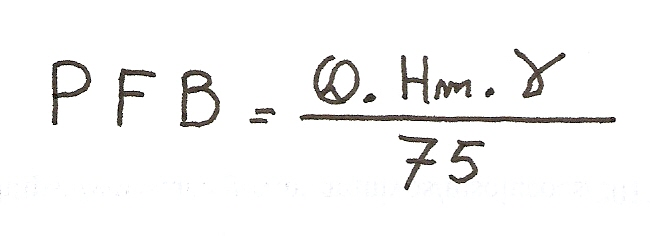 PFB = Q. Hm. γ
75